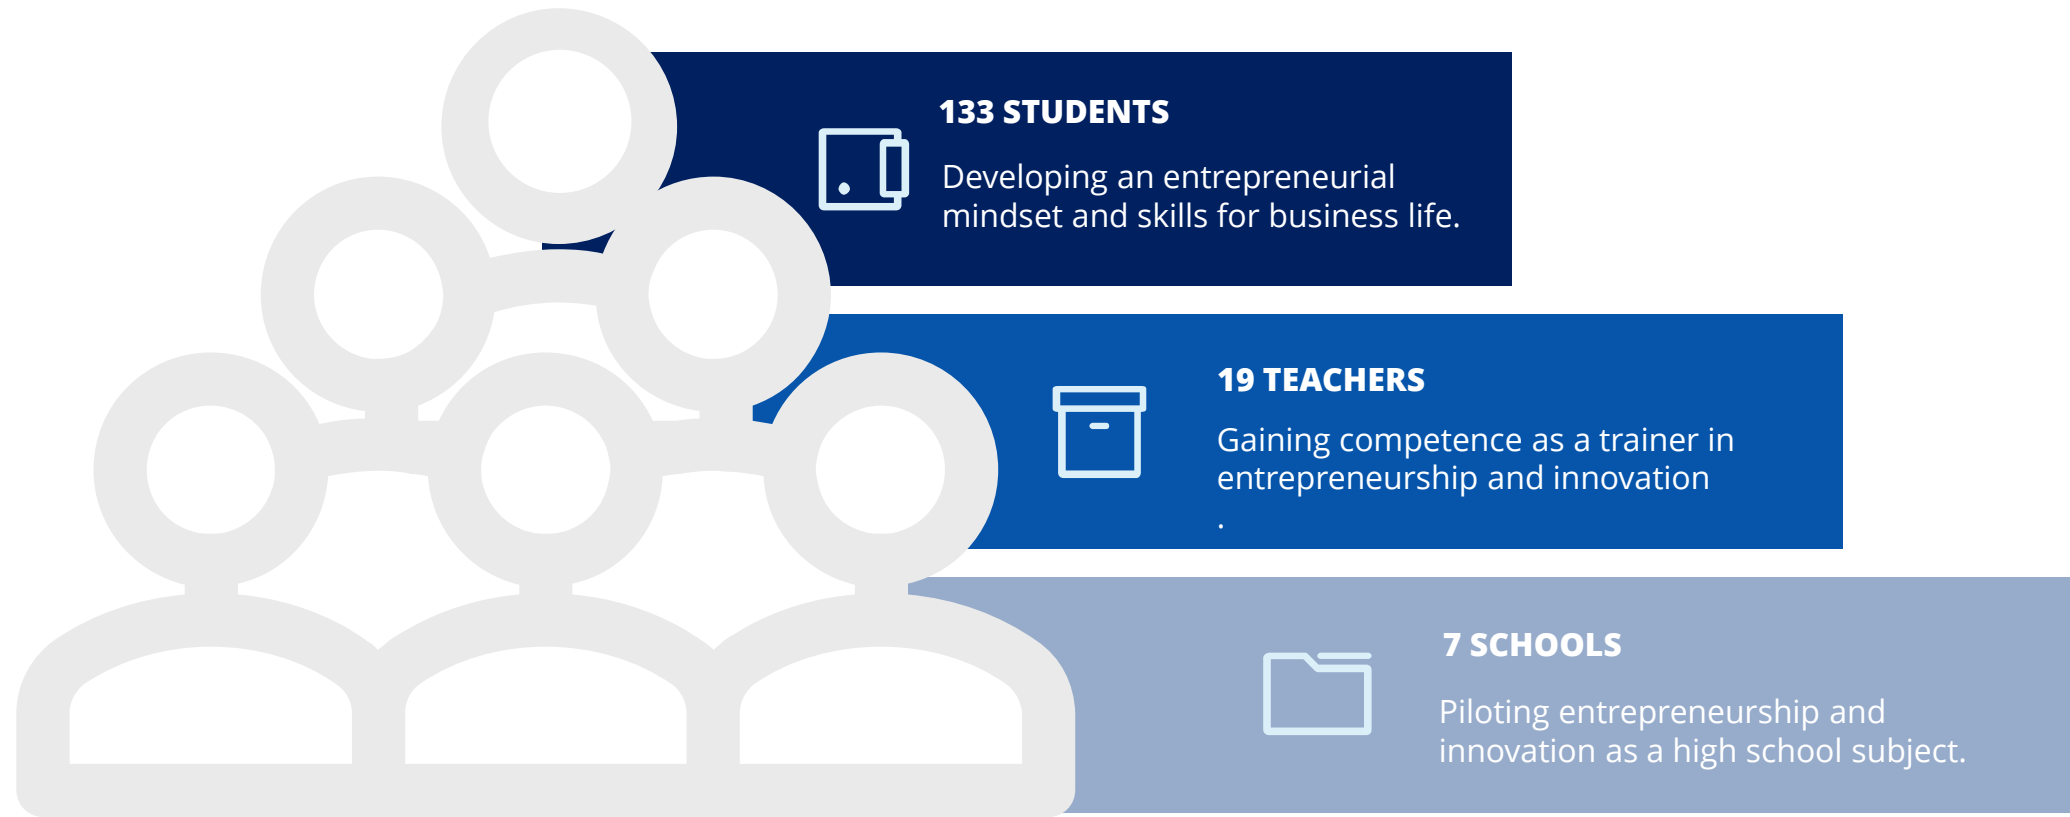 133 STUDENTS
Developing an entrepreneurial
mindset and skills for business life.
19 TEACHERS
Gaining competence as a trainer in
entrepreneurship and innovation
.
7 SCHOOLS
Piloting entrepreneurship and
innovation as a high school subject.